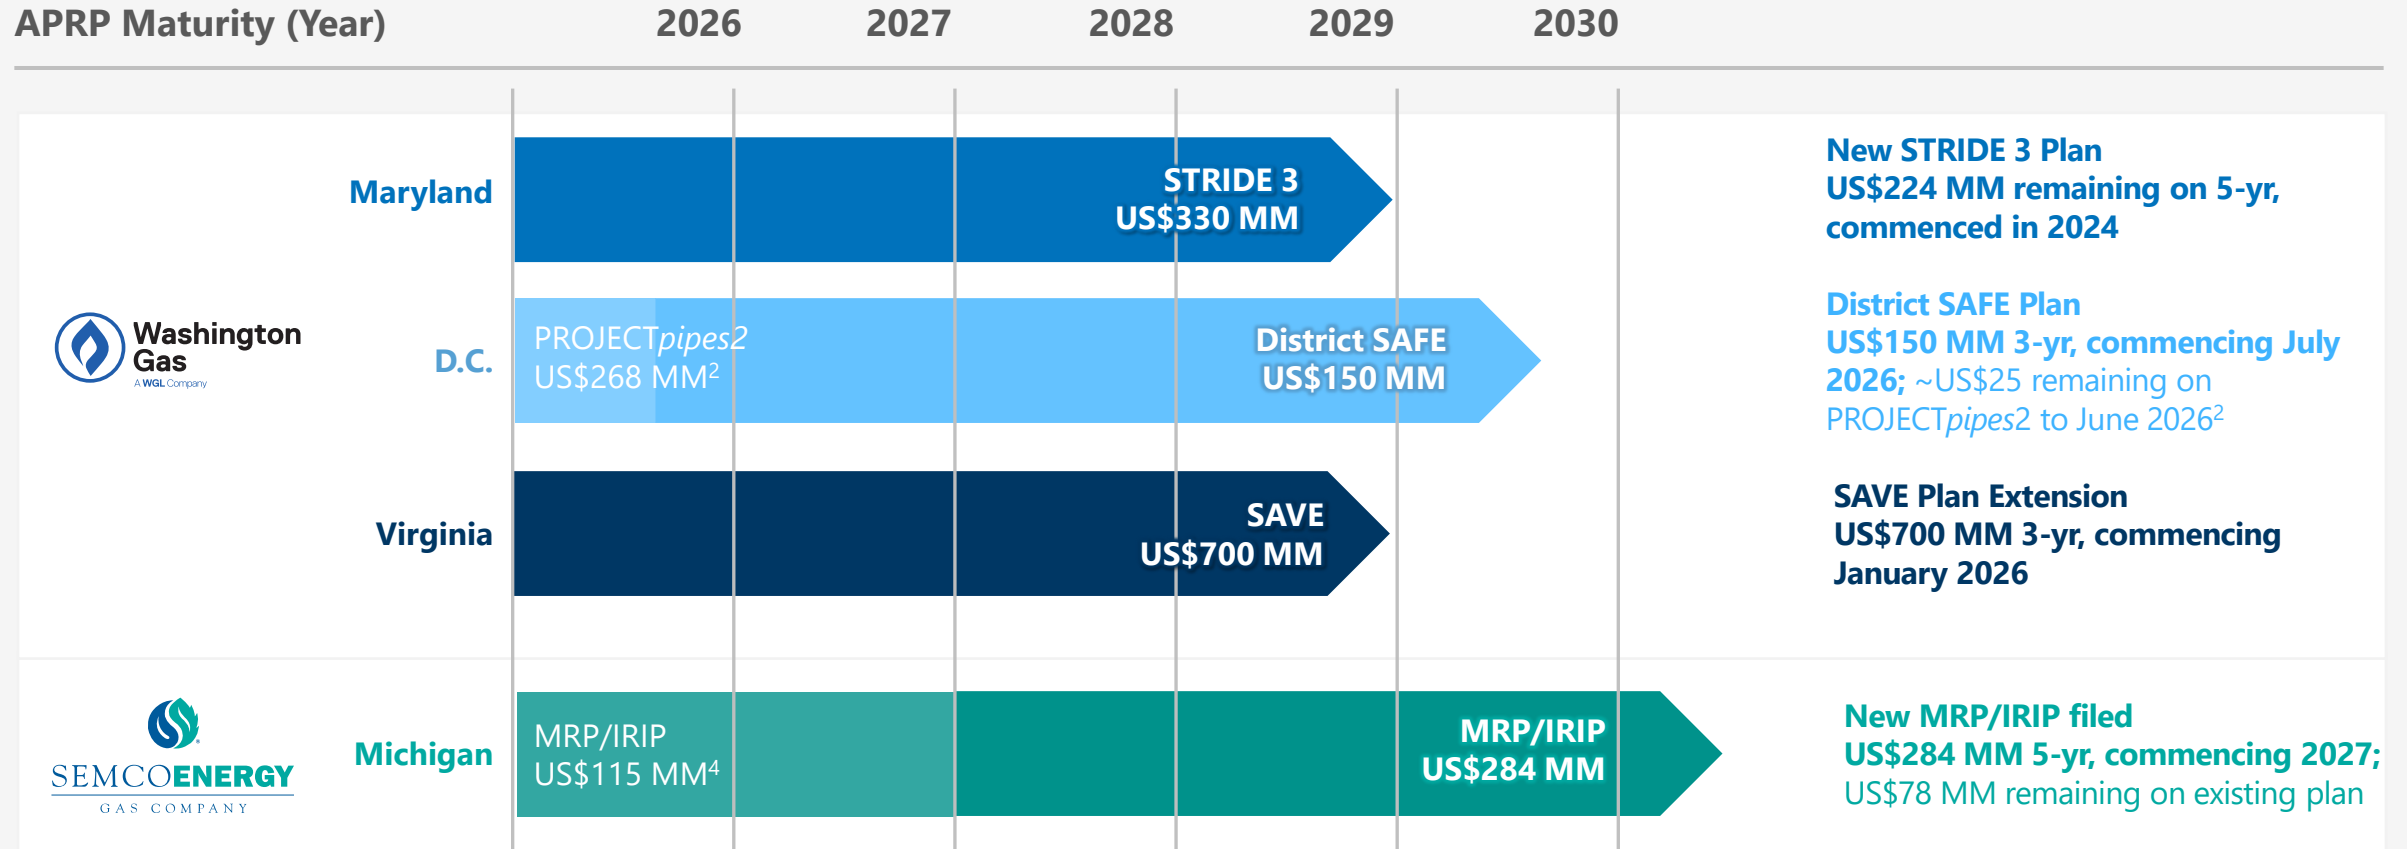 APRP Maturity (Year) 2026 2027 2028 2029 2030
Maryland
STRIDE 3
US$330 MM
New STRIDE 3 Plan
US$224 MM remaining on 5-yr,
commenced in 2024
Washington
Gas
A WGL Company
D.C.
PROJECTpipes2
US$268 MM²
District SAFE
US$150 MM
District SAFE Plan
US$150 MM 3-yr, commencing July
2026; ~US$25 remaining on
PROJECTpipes2 to June 2026²
Virginia
SAVE
US$700 MM
SAVE Plan Extension
US$700 MM 3-yr, commencing
January 2026
SEMCOENERGY
GAS COMPANY
Michigan
MRP/IRIP
US$115 MM⁴
MRP/IRIP
US$284 MM
New MRP/IRIP filed
US$284 MM 5-yr, commencing 2027;
US$78 MM remaining on existing plan